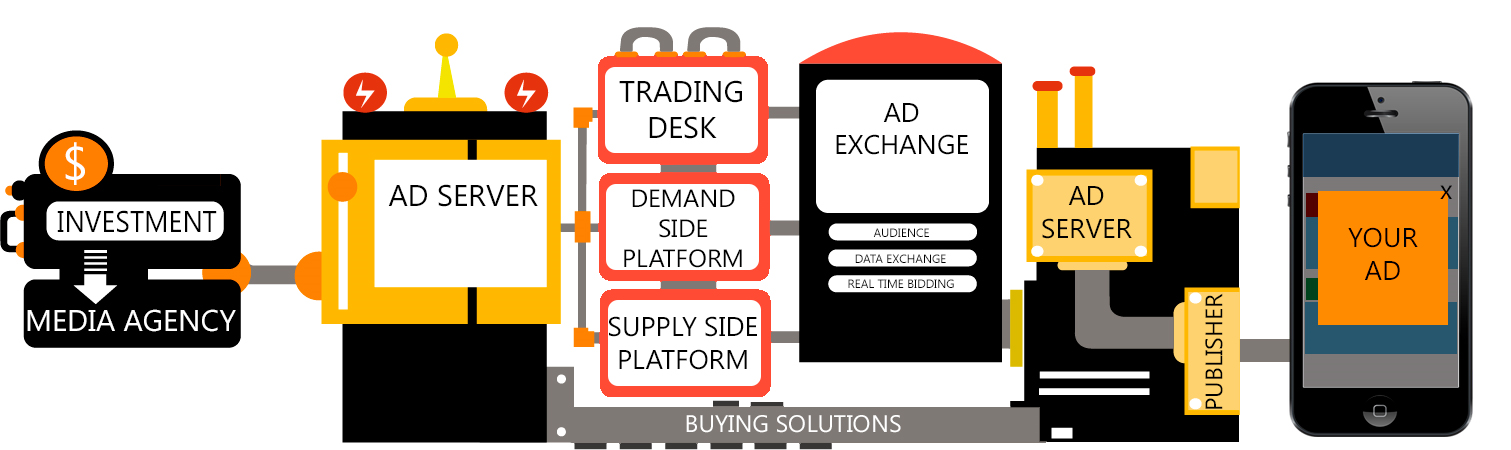 $
INVESTMENT
MEDIA AGENCY
AD SERVER
TRADING
DESK
DEMAND
SIDE
PLATFORM
SUPPLY SIDE
PLATFORM
AD
EXCHANGE
AUDIENCE
DATA EXCHANGE
REAL TIME BIDDING
BUYING SOLUTIONS
AD
SERVER
PUBLISHER
X
YOUR
AD